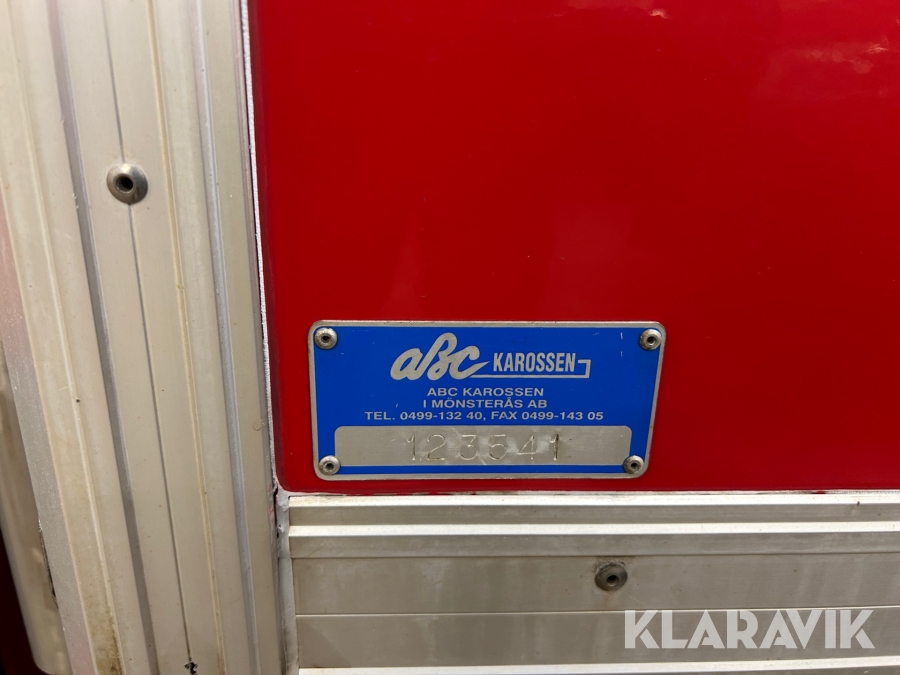 aBC KAROSSEN
ABC KAROSSEN
I MÖNSTERÅS AB
TEL. 0499-132 40, FAX 0499-143 05
123541
KLARAVIK